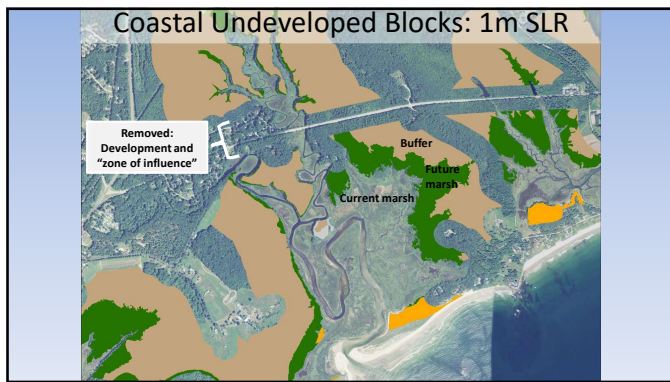 Coastal Undeveloped Blocks: 1m SLR
Removed:
Development and
“zone of influence”
Buffer
Future
marsh
Current marsh